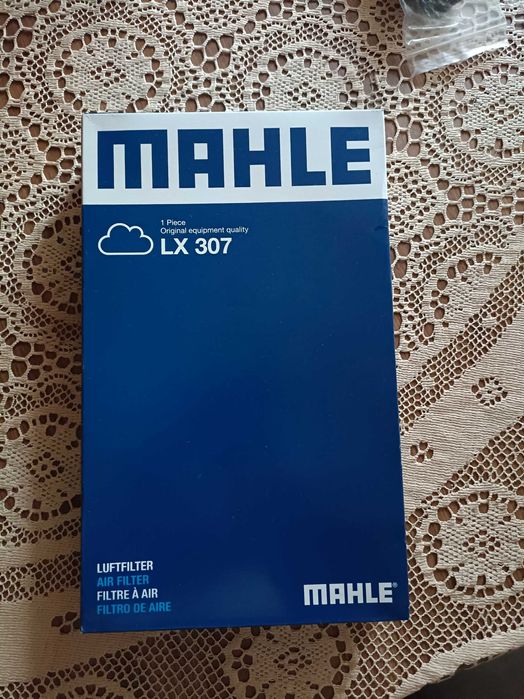 MAHLE
1 Piece
Original equipment quality
LX 307
LUFTFILTER
AIR FILTER
FILTRE À AIR
FILTRO DE AIRE
MAHLE®